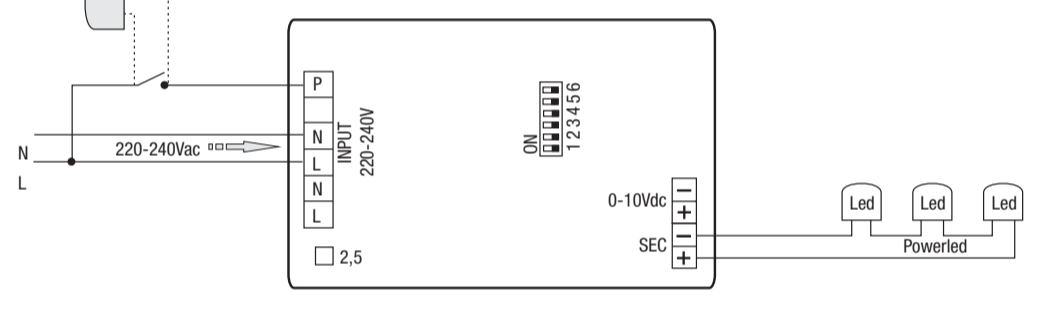 P
N
L
N
L
INPUT
220-240V
N
L
220-240Vac
2,5
ON
123456
0-10Vdc
−
+
SEC
−
+
Led
Led
Led
Powerled